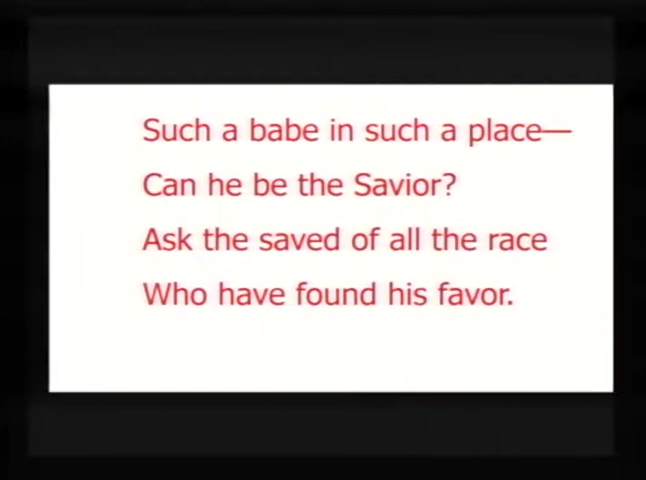 Such a babe in such a place—
Can he be the Savior?
Ask the saved of all the race
Who have found his favor.